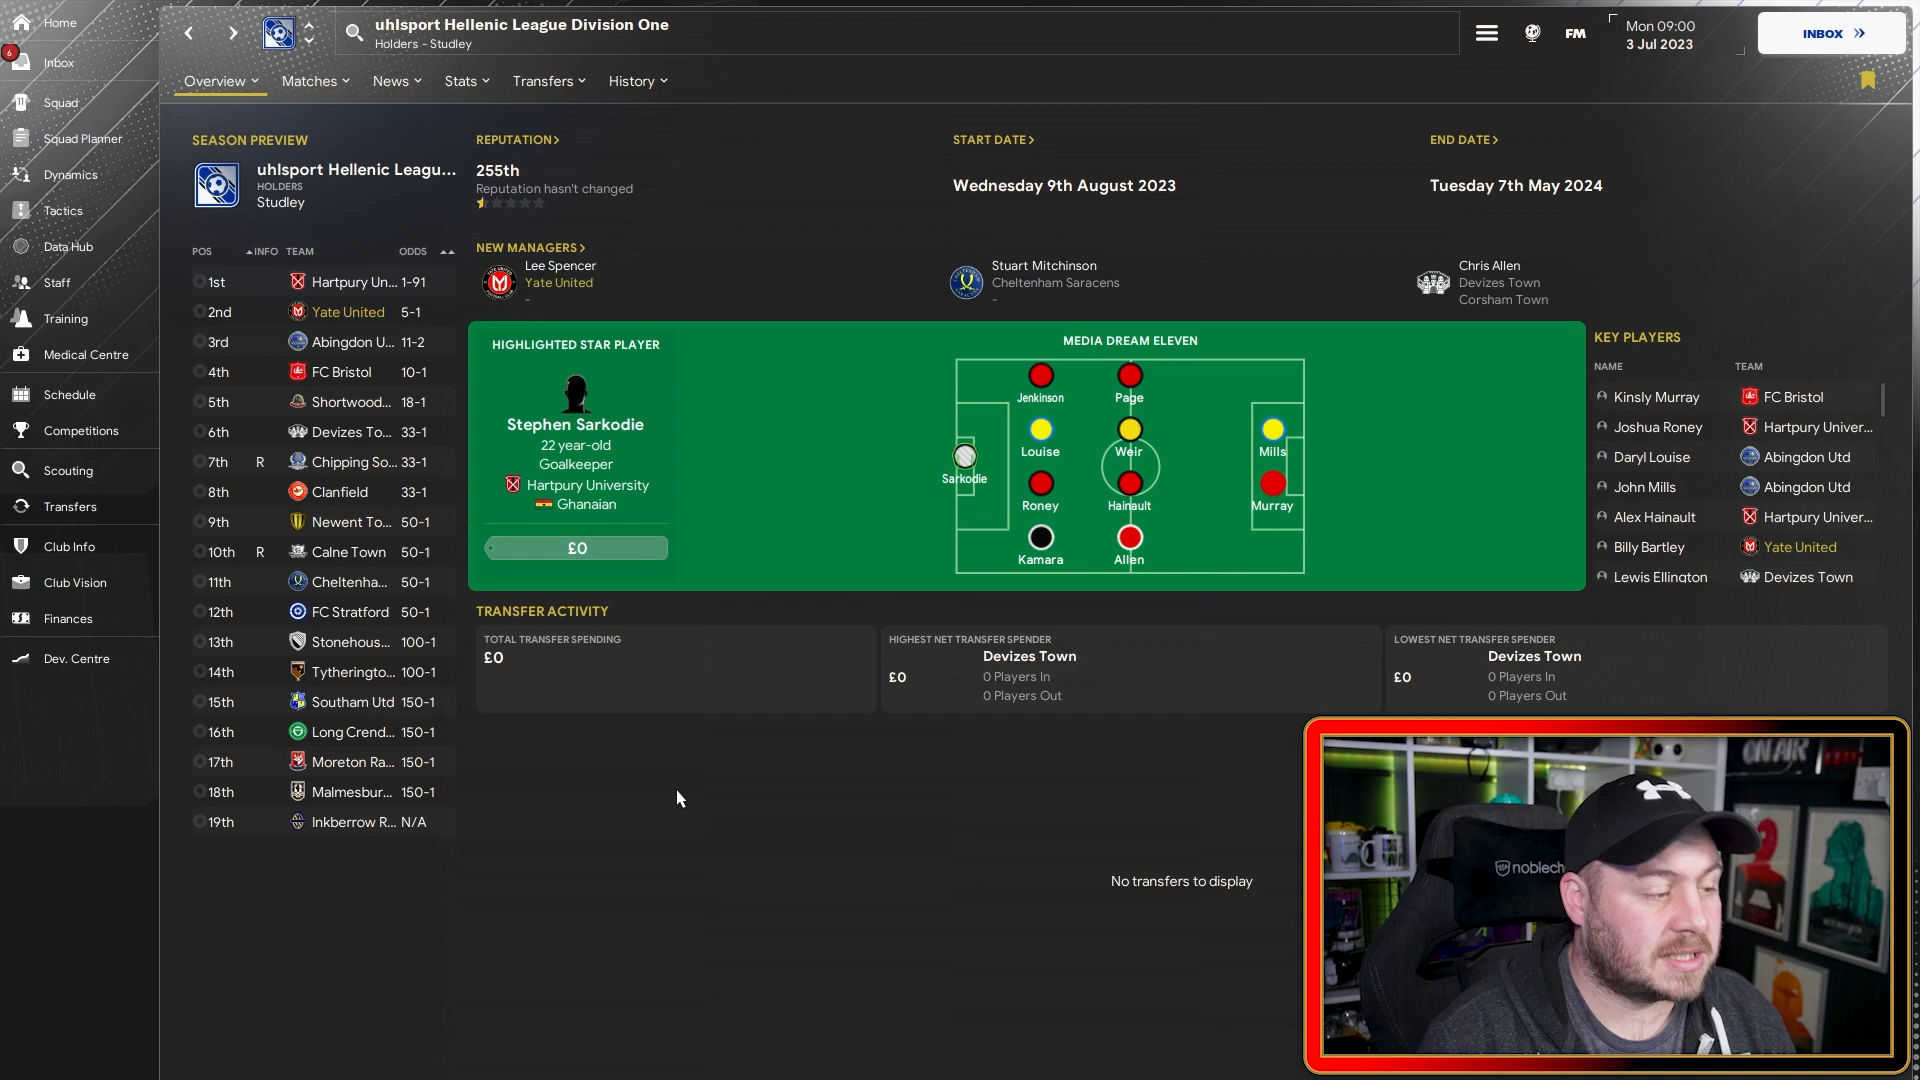 Home
6
Inbox
Squad
Squad Planner
Dynamics
Tactics
Data Hub
Staff
Training
Medical Centre
Schedule
Competitions
Scouting
Transfers
Club Info
Club Vision
Finances
Dev. Centre
uhlsport Hellenic League Division One
Holders - Studley
FM
Mon 09:00
3 Jul 2023
INBOX
Overview
Matches
News
Stats
Transfers
History
SEASON PREVIEW
uhlsport Hellenic Leagu...
HOLDERS
Studley
REPUTATION
255th
Reputation hasn't changed
START DATE
Wednesday 9th August 2023
END DATE
Tuesday 7th May 2024
NEW MANAGERS
Lee Spencer
Yate United
-
Stuart Mitchinson
Cheltenham Saracens
-
Chris Allen
Devizes Town
Corsham Town
POS INFO TEAM ODDS
1st Hartpury Un... 1-91
2nd Yate United 5-1
3rd Abingdon U... 11-2
4th FC Bristol 10-1
5th Shortwood... 18-1
6th Devizes To... 33-1
7th R Chipping So... 33-1
8th Clanfield 33-1
9th Newent To... 50-1
10th R Calne Town 50-1
11th Cheltenha... 50-1
12th FC Stratford 50-1
13th Stonehous... 100-1
14th Tytheringto... 100-1
15th Southam Utd 150-1
16th Long Crend... 150-1
17th Moreton Ra... 150-1
18th Malmesbur... 150-1
19th Inkberrow R... N/A
HIGHLIGHTED STAR PLAYER
Stephen Sarkodie
22 year-old
Goalkeeper
Hartpury University
Ghanaian
£0
MEDIA DREAM ELEVEN
Jenkinson
Page
Louise
Weir
Mills
Sarkodie
Roney
Hainault
Murray
Kamara
Allen
KEY PLAYERS
NAME TEAM
Kinsly Murray FC Bristol
Joshua Roney Hartpury Univer...
Daryl Louise Abingdon Utd
John Mills Abingdon Utd
Alex Hainault Hartpury Univer...
Billy Bartley Yate United
Lewis Ellington Devizes Town
TRANSFER ACTIVITY
TOTAL TRANSFER SPENDING
£0
HIGHEST NET TRANSFER SPENDER
Devizes Town
£0
0 Players In
0 Players Out
LOWEST NET TRANSFER SPENDER
Devizes Town
£0
0 Players In
0 Players Out
No transfers to display
ON AIR
noblech